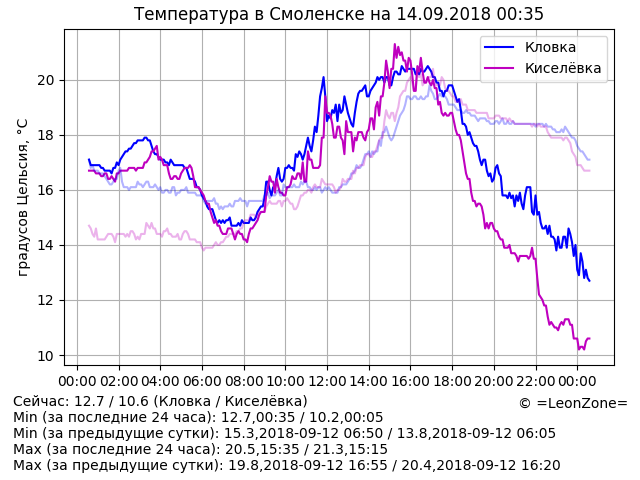 Температура в Смоленске на 14.09.2018 00:35
Кловка
Киселёвка
градусов Цельсия, °C
20
18
16
14
12
10
00:00 02:00 04:00 06:00 08:00 10:00 12:00 14:00 16:00 18:00 20:00 22:00 00:00
Сейчас: 12.7 / 10.6 (Кловка / Киселёвка)
© =LeonZone=
Min (за последние 24 часа): 12.7,00:35 / 10.2,00:05
Min (за предыдущие сутки): 15.3,2018-09-12 06:50 / 13.8,2018-09-12 06:05
Max (за последние 24 часа): 20.5,15:35 / 21.3,15:15
Max (за предыдущие сутки): 19.8,2018-09-12 16:55 / 20.4,2018-09-12 16:20